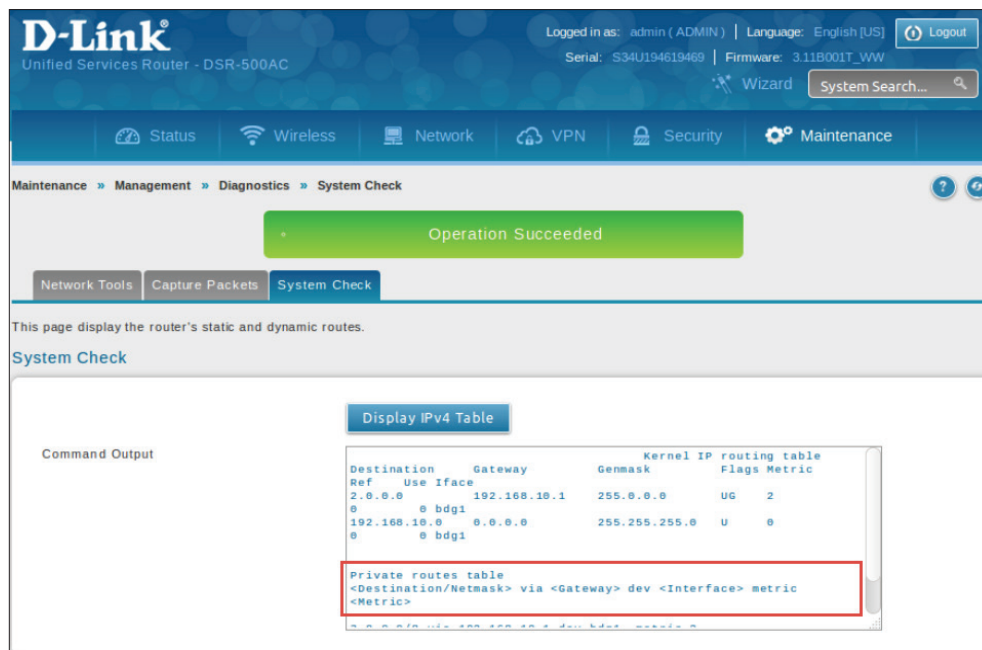 D-Link
Logged in as: admin ( ADMIN ) | Language: English [US] Logout
Unified Services Router - DSR-500AC
Serial: S34U194619469 | Firmware: 3.11B001T_WW
Wizard System Search...
Status Wireless Network VPN Security Maintenance
Maintenance » Management » Diagnostics » System Check
Operation Succeeded
Network Tools Capture Packets System Check
This page display the router's static and dynamic routes.
System Check
Display IPv4 Table
Command Output
Kernel IP routing table
Destination Gateway Genmask Flags Metric
Ref Use Iface
2.0.0.0 192.168.10.1 255.0.0.0 UG 2
0 0 bdg1
192.168.10.0 0.0.0.0 255.255.255.0 U 0
0 0 bdg1
Private routes table
<Destination/Netmask> via <Gateway> dev <Interface> metric
<Metric>